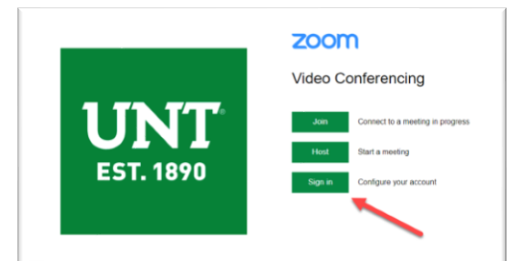 UNT
EST. 1890
zoom
Video Conferencing
Join Connect to a meeting in progress
Host Start a meeting
Sign in Configure your account